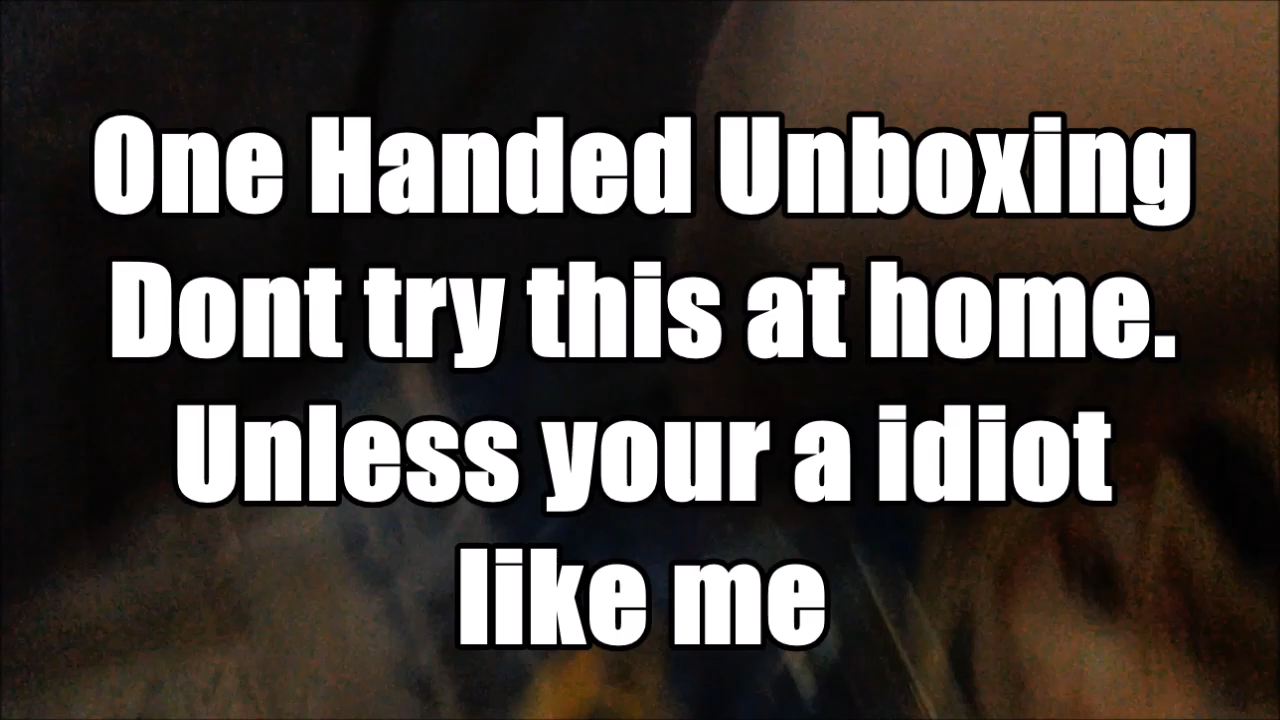 One Handed Unboxing
Dont try this at home.
Unless your a idiot
like me